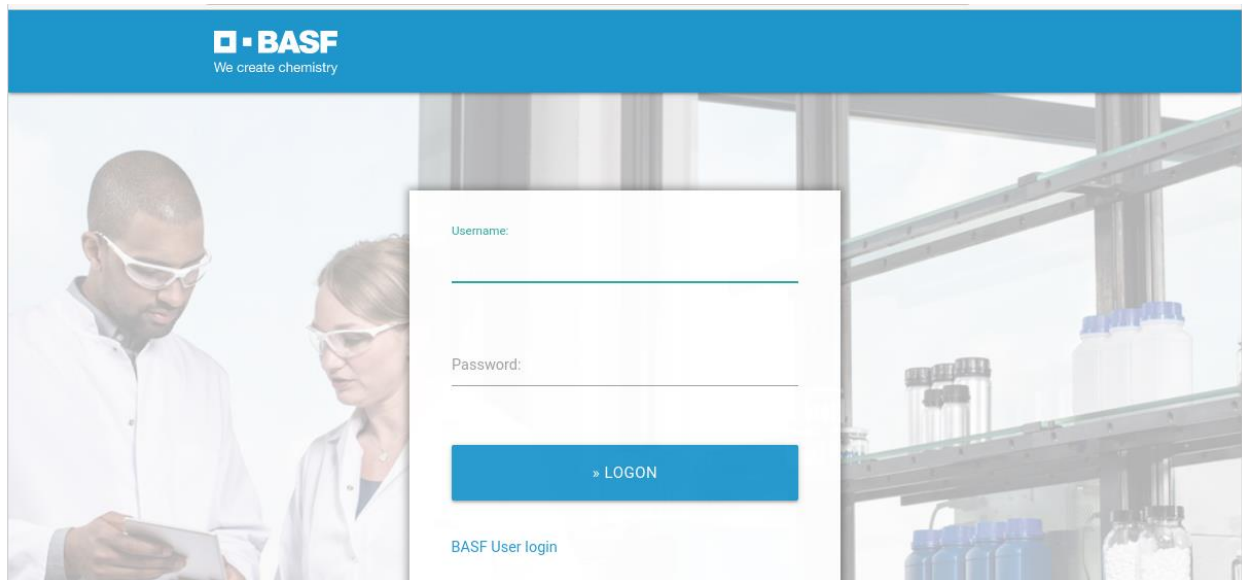 BASF
We create chemistry
Username:
Password:
» LOGON
BASF User login